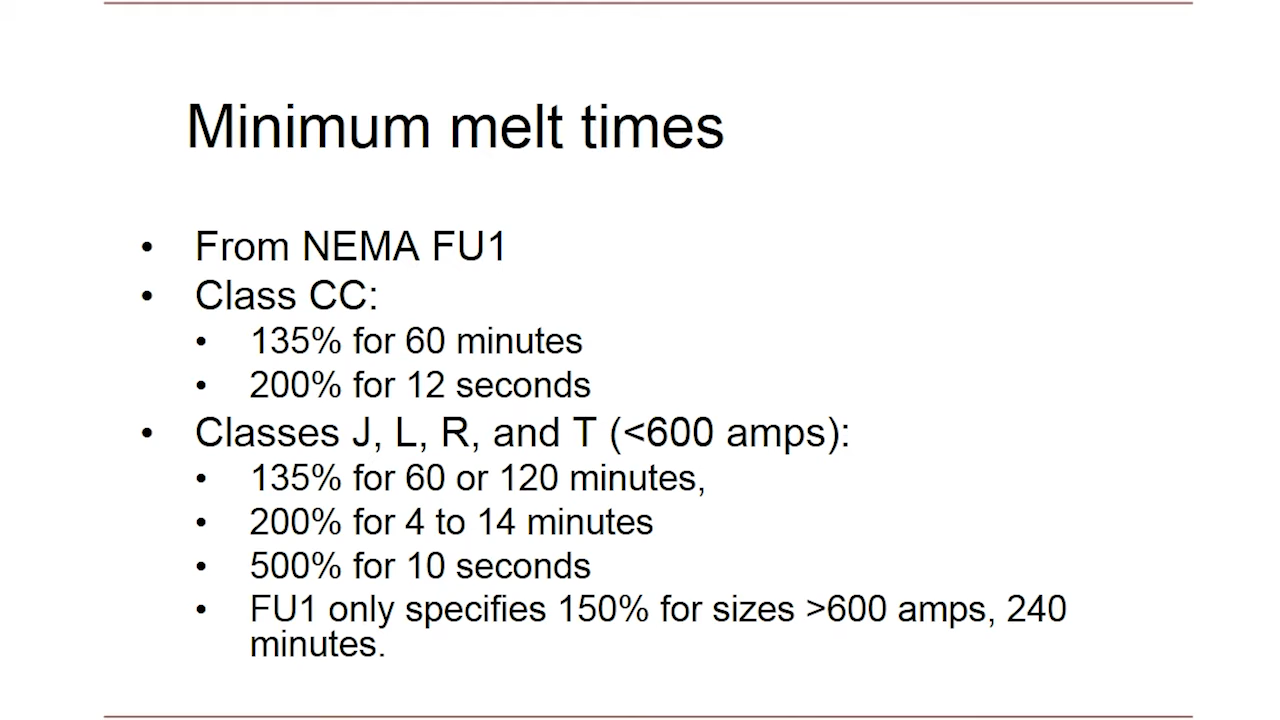 Minimum melt times
• From NEMA FU1
• Class CC:
• 135% for 60 minutes
• 200% for 12 seconds
• Classes J, L, R, and T (<600 amps):
• 135% for 60 or 120 minutes,
• 200% for 4 to 14 minutes
• 500% for 10 seconds
• FU1 only specifies 150% for sizes >600 amps, 240
minutes.